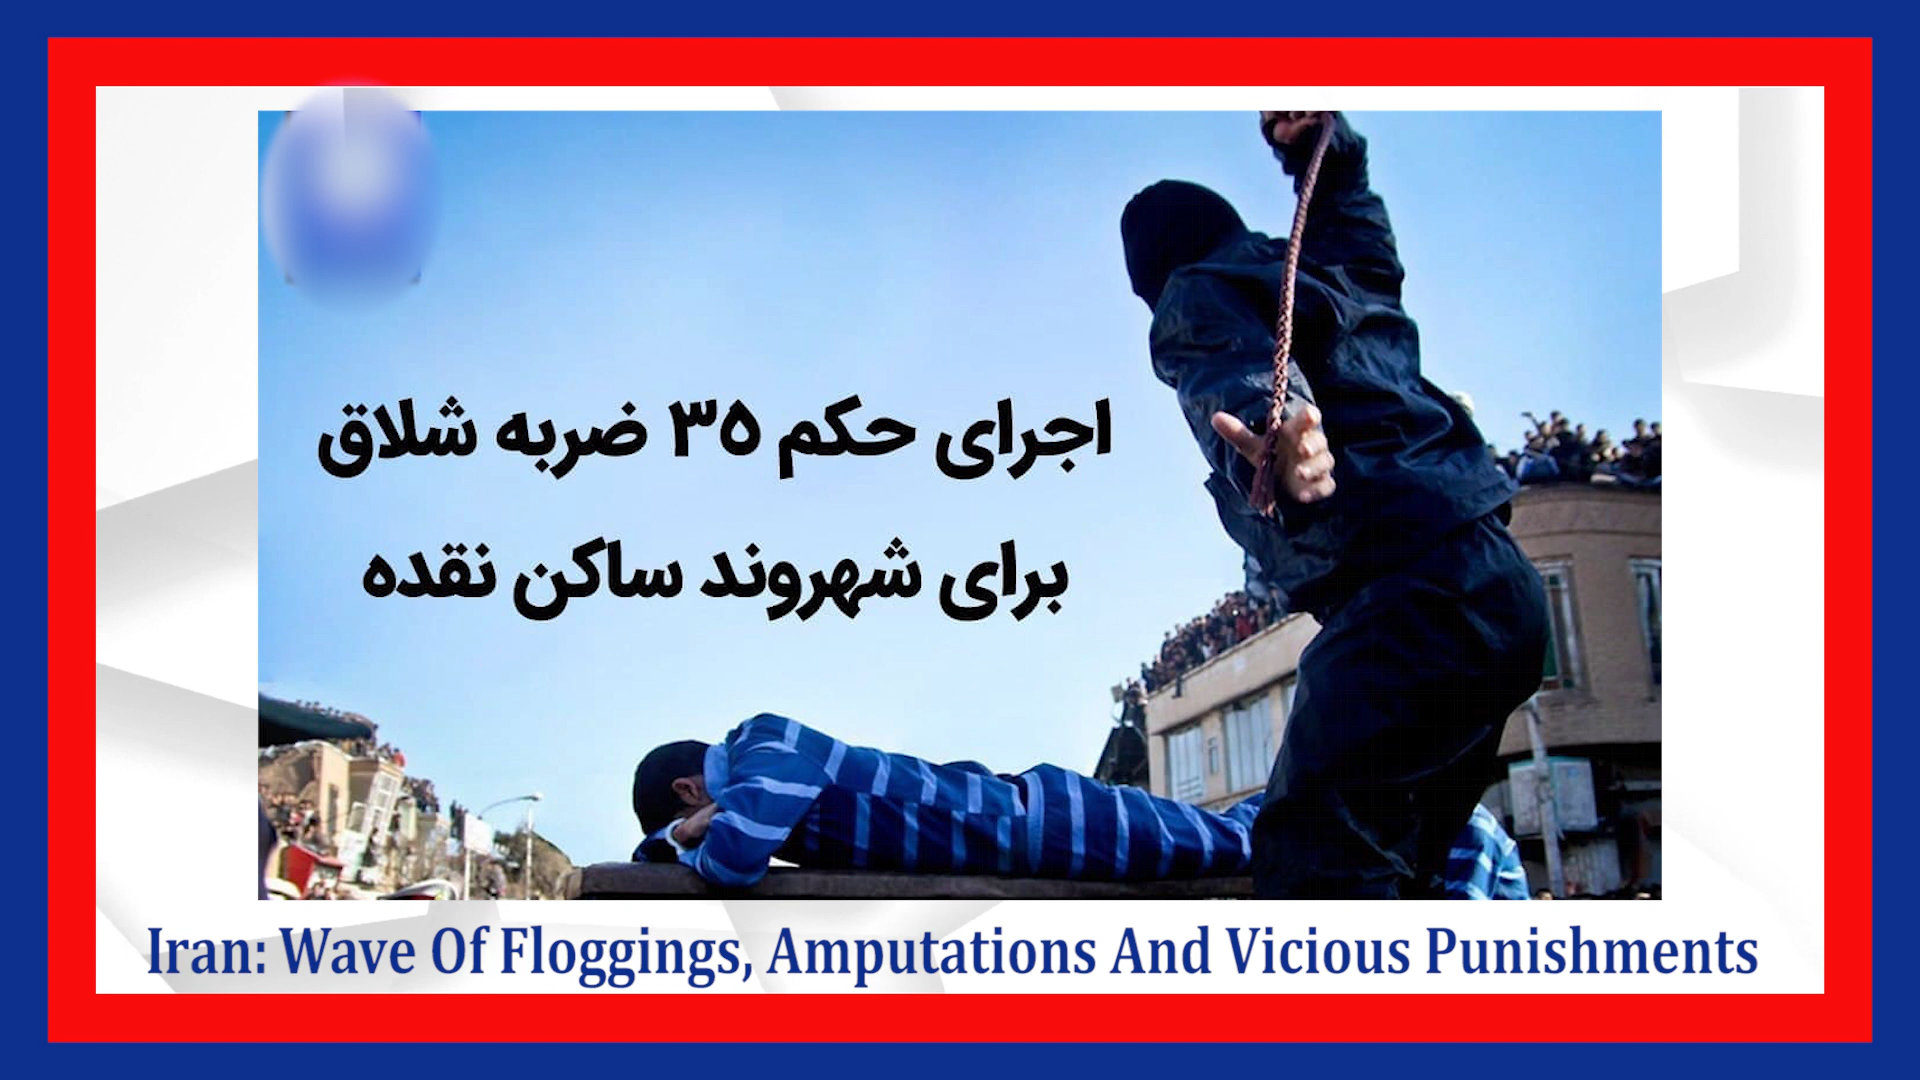 اجرای حکم ۳۵ ضربه شلاق
برای شهروند ساکن نقده
Iran: Wave Of Floggings, Amputations And Vicious Punishments